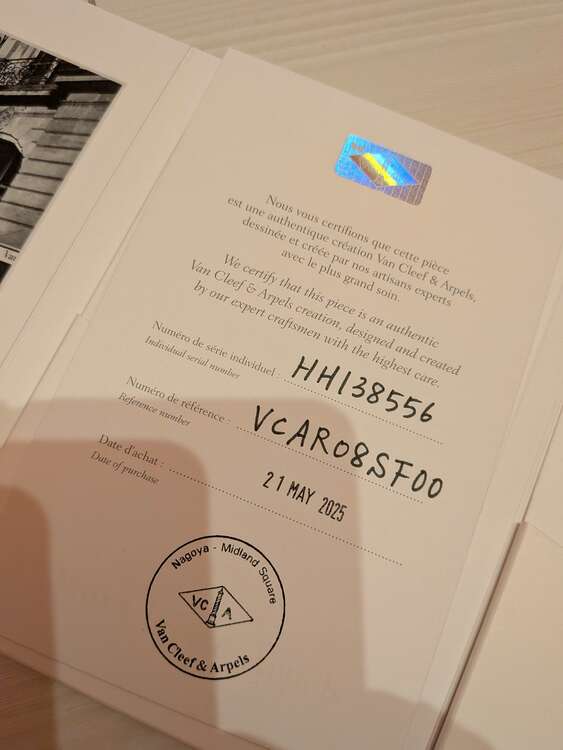 Nous vous certifions que cette pièce
est une authentique création Van Cleef & Arpels,
dessinée et créée par nos artisans experts
avec le plus grand soin.
We certify that this piece is an authentic
Van Cleef & Arpels creation, designed and created
by our expert craftsmen with the highest care.
Numéro de série individuel : HH138556
Individual serial number
Numéro de référence : VCARO8SF00
Reference number
Date d'achat : 21 MAY 2025
Date of purchase
Nagoya - Midland Square
VC A
Van Cleef & Arpels